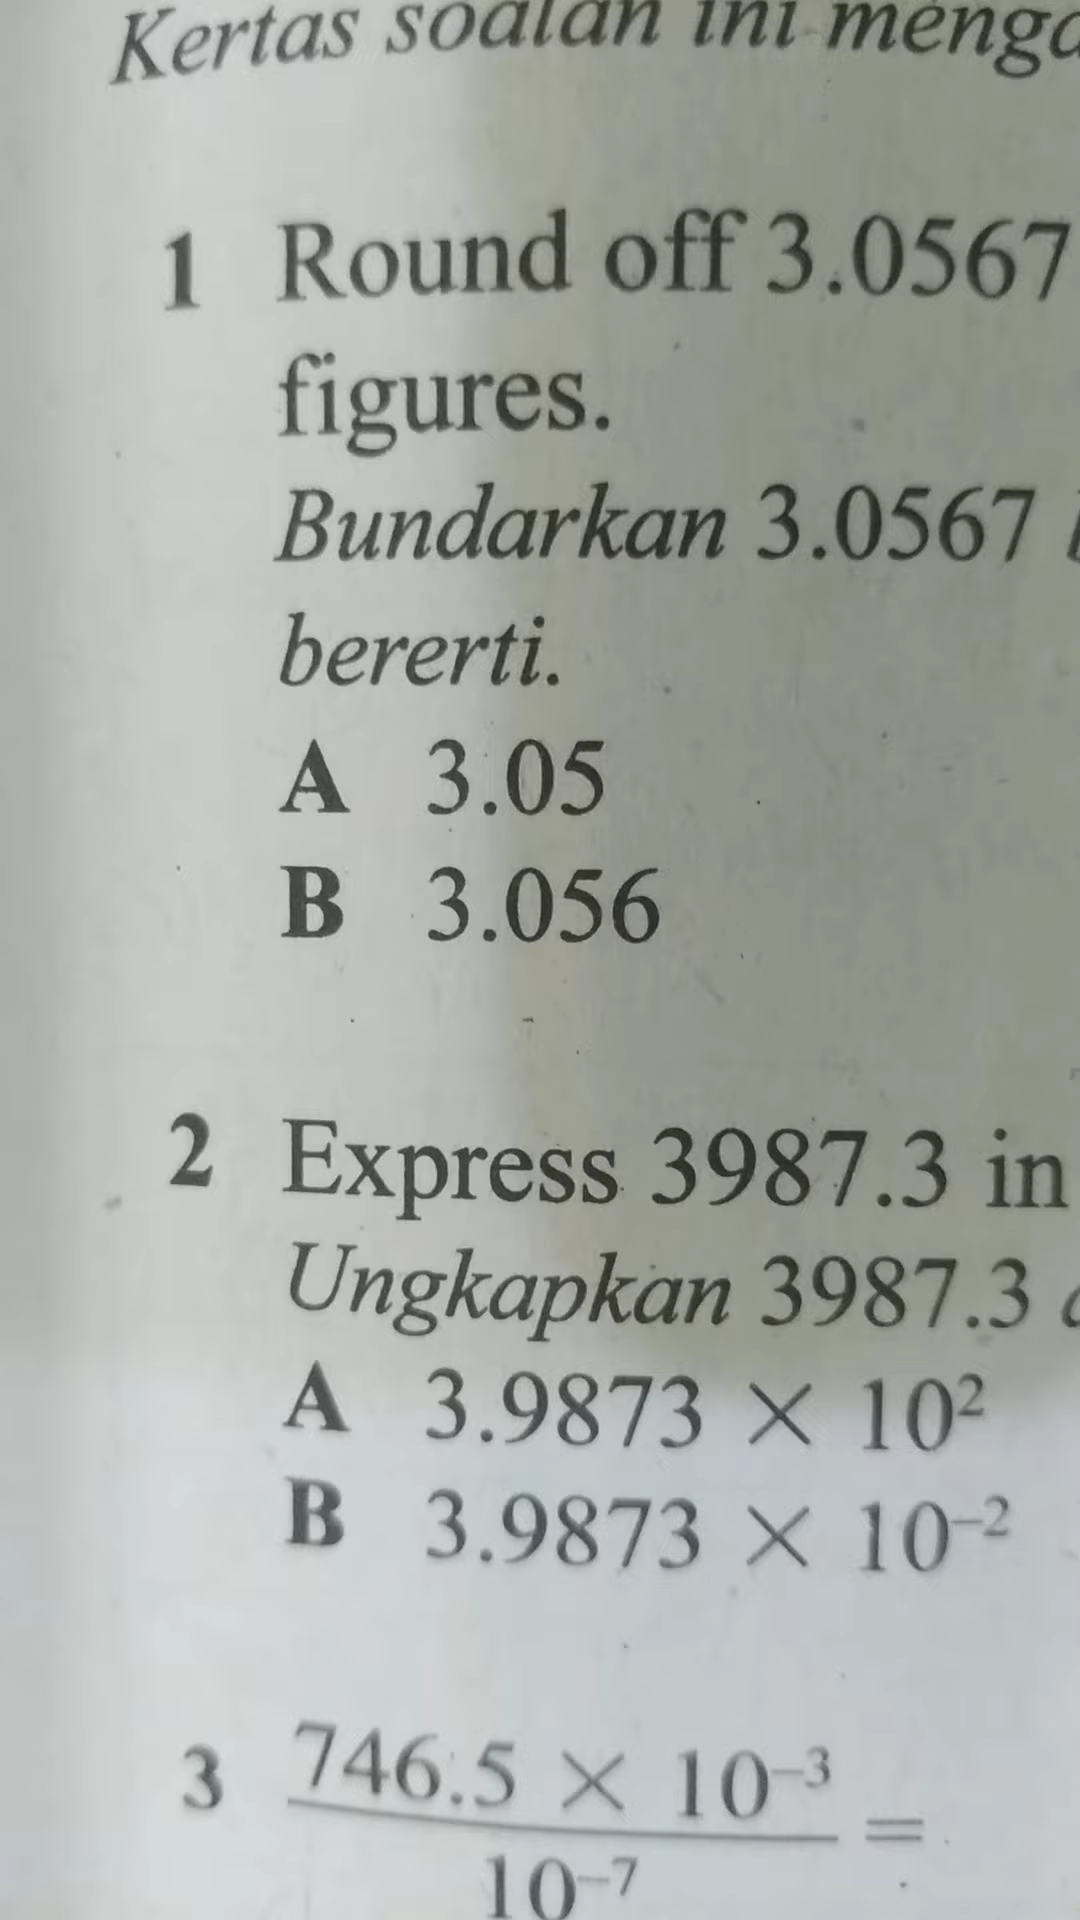 Kertas soalan ini menga
1 Round off 3.0567
figures.
Bundarkan 3.0567
bererti.
A 3.05
B 3.056
2 Express 3987.3 in
Ungkapkan 3987.3
A 3.9873 × 10²
B 3.9873 × 10⁻²
3 746.5 × 10⁻³ =
10⁻⁷